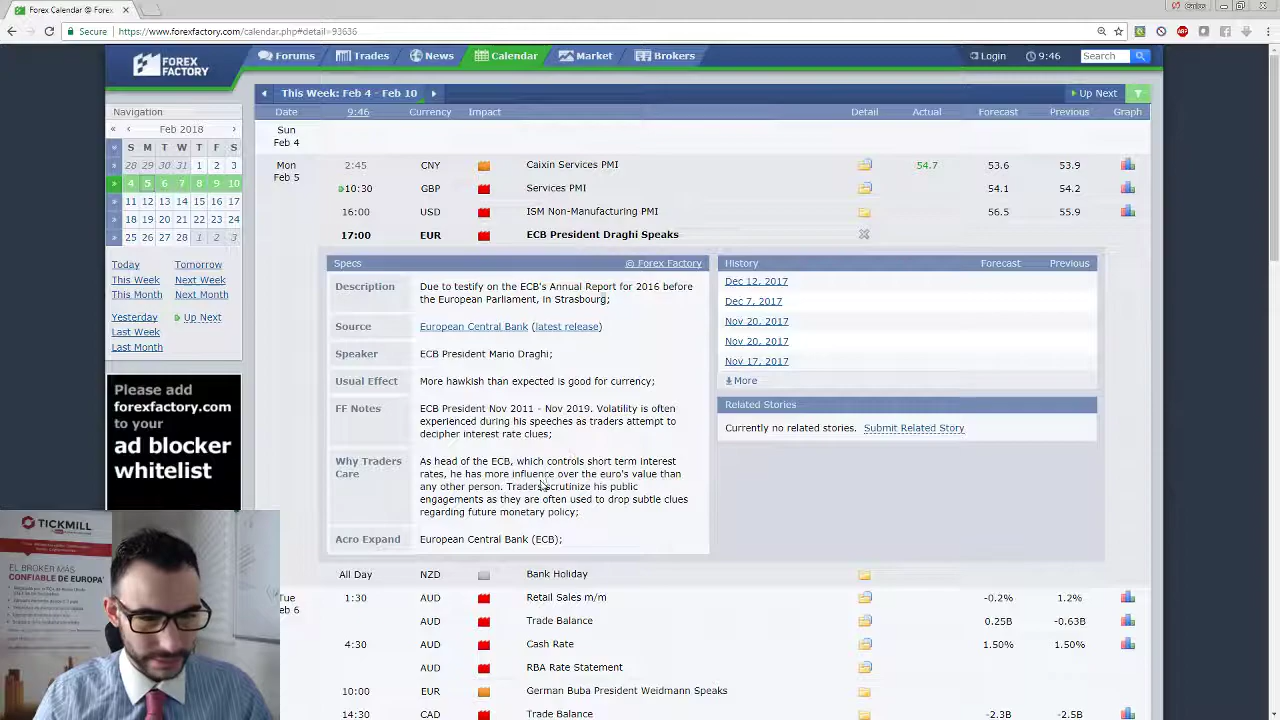 Forex Calendar @ Forex
Secure
https://www.forexfactory.com/calendar.php#detail=93636
FOREX FACTORY
Forums
Trades
News
Calendar
Market
Brokers
Login
9:46
Search
Navigation
Feb 2018
S M T W T F S
28 29 30 31 1 2 3
4 5 6 7 8 9 10
11 12 13 14 15 16 17
18 19 20 21 22 23 24
25 26 27 28 1 2 3
Today Tomorrow
This Week Next Week
This Month Next Month
Yesterday Up Next
Last Week
Last Month
Please add
forexfactory.com
to your
ad blocker
whitelist
This Week: Feb 4 - Feb 10
Up Next
Date 9:46 Currency Impact Detail Actual Forecast Previous Graph
Sun
Feb 4
Mon
Feb 5
2:45 CNY Caixin Services PMI 54.7 53.6 53.9
10:30 GBP Services PMI 54.1 54.2
16:00 USD ISM Non-Manufacturing PMI 56.5 55.9
17:00 EUR ECB President Draghi Speaks
Specs © Forex Factory
Description Due to testify on the ECB's Annual Report for 2016 before
the European Parliament, in Strasbourg;
Source European Central Bank (latest release)
Speaker ECB President Mario Draghi;
Usual Effect More hawkish than expected is good for currency;
FF Notes ECB President Nov 2011 - Nov 2019. Volatility is often
experienced during his speeches as traders attempt to
decipher interest rate clues;
Why Traders Care
As head of the ECB, which controls short term interest
rates, he has more influence over the euro's value than
any other person. Traders scrutinize his public
engagements as they are often used to drop subtle clues
regarding future monetary policy;
Acro Expand European Central Bank (ECB);
History Forecast Previous
Dec 12, 2017
Dec 7, 2017
Nov 20, 2017
Nov 20, 2017
Nov 17, 2017
More
Related Stories
Currently no related stories. Submit Related Story
All Day NZD Bank Holiday
Tue
1:30 AUD Retail Sales m/m -0.2% 1.2%
Trade Balance 0.25B -0.63B
4:30 AUD Cash Rate 1.50% 1.50%
AUD RBA Rate Statement
10:00 EUR German Buba President Weidmann Speaks
14:30 CAD Trade Balance -2.3B -2.5B
TICKMILL
EL BROKER MÁS
CONFIABLE DE EUROPA